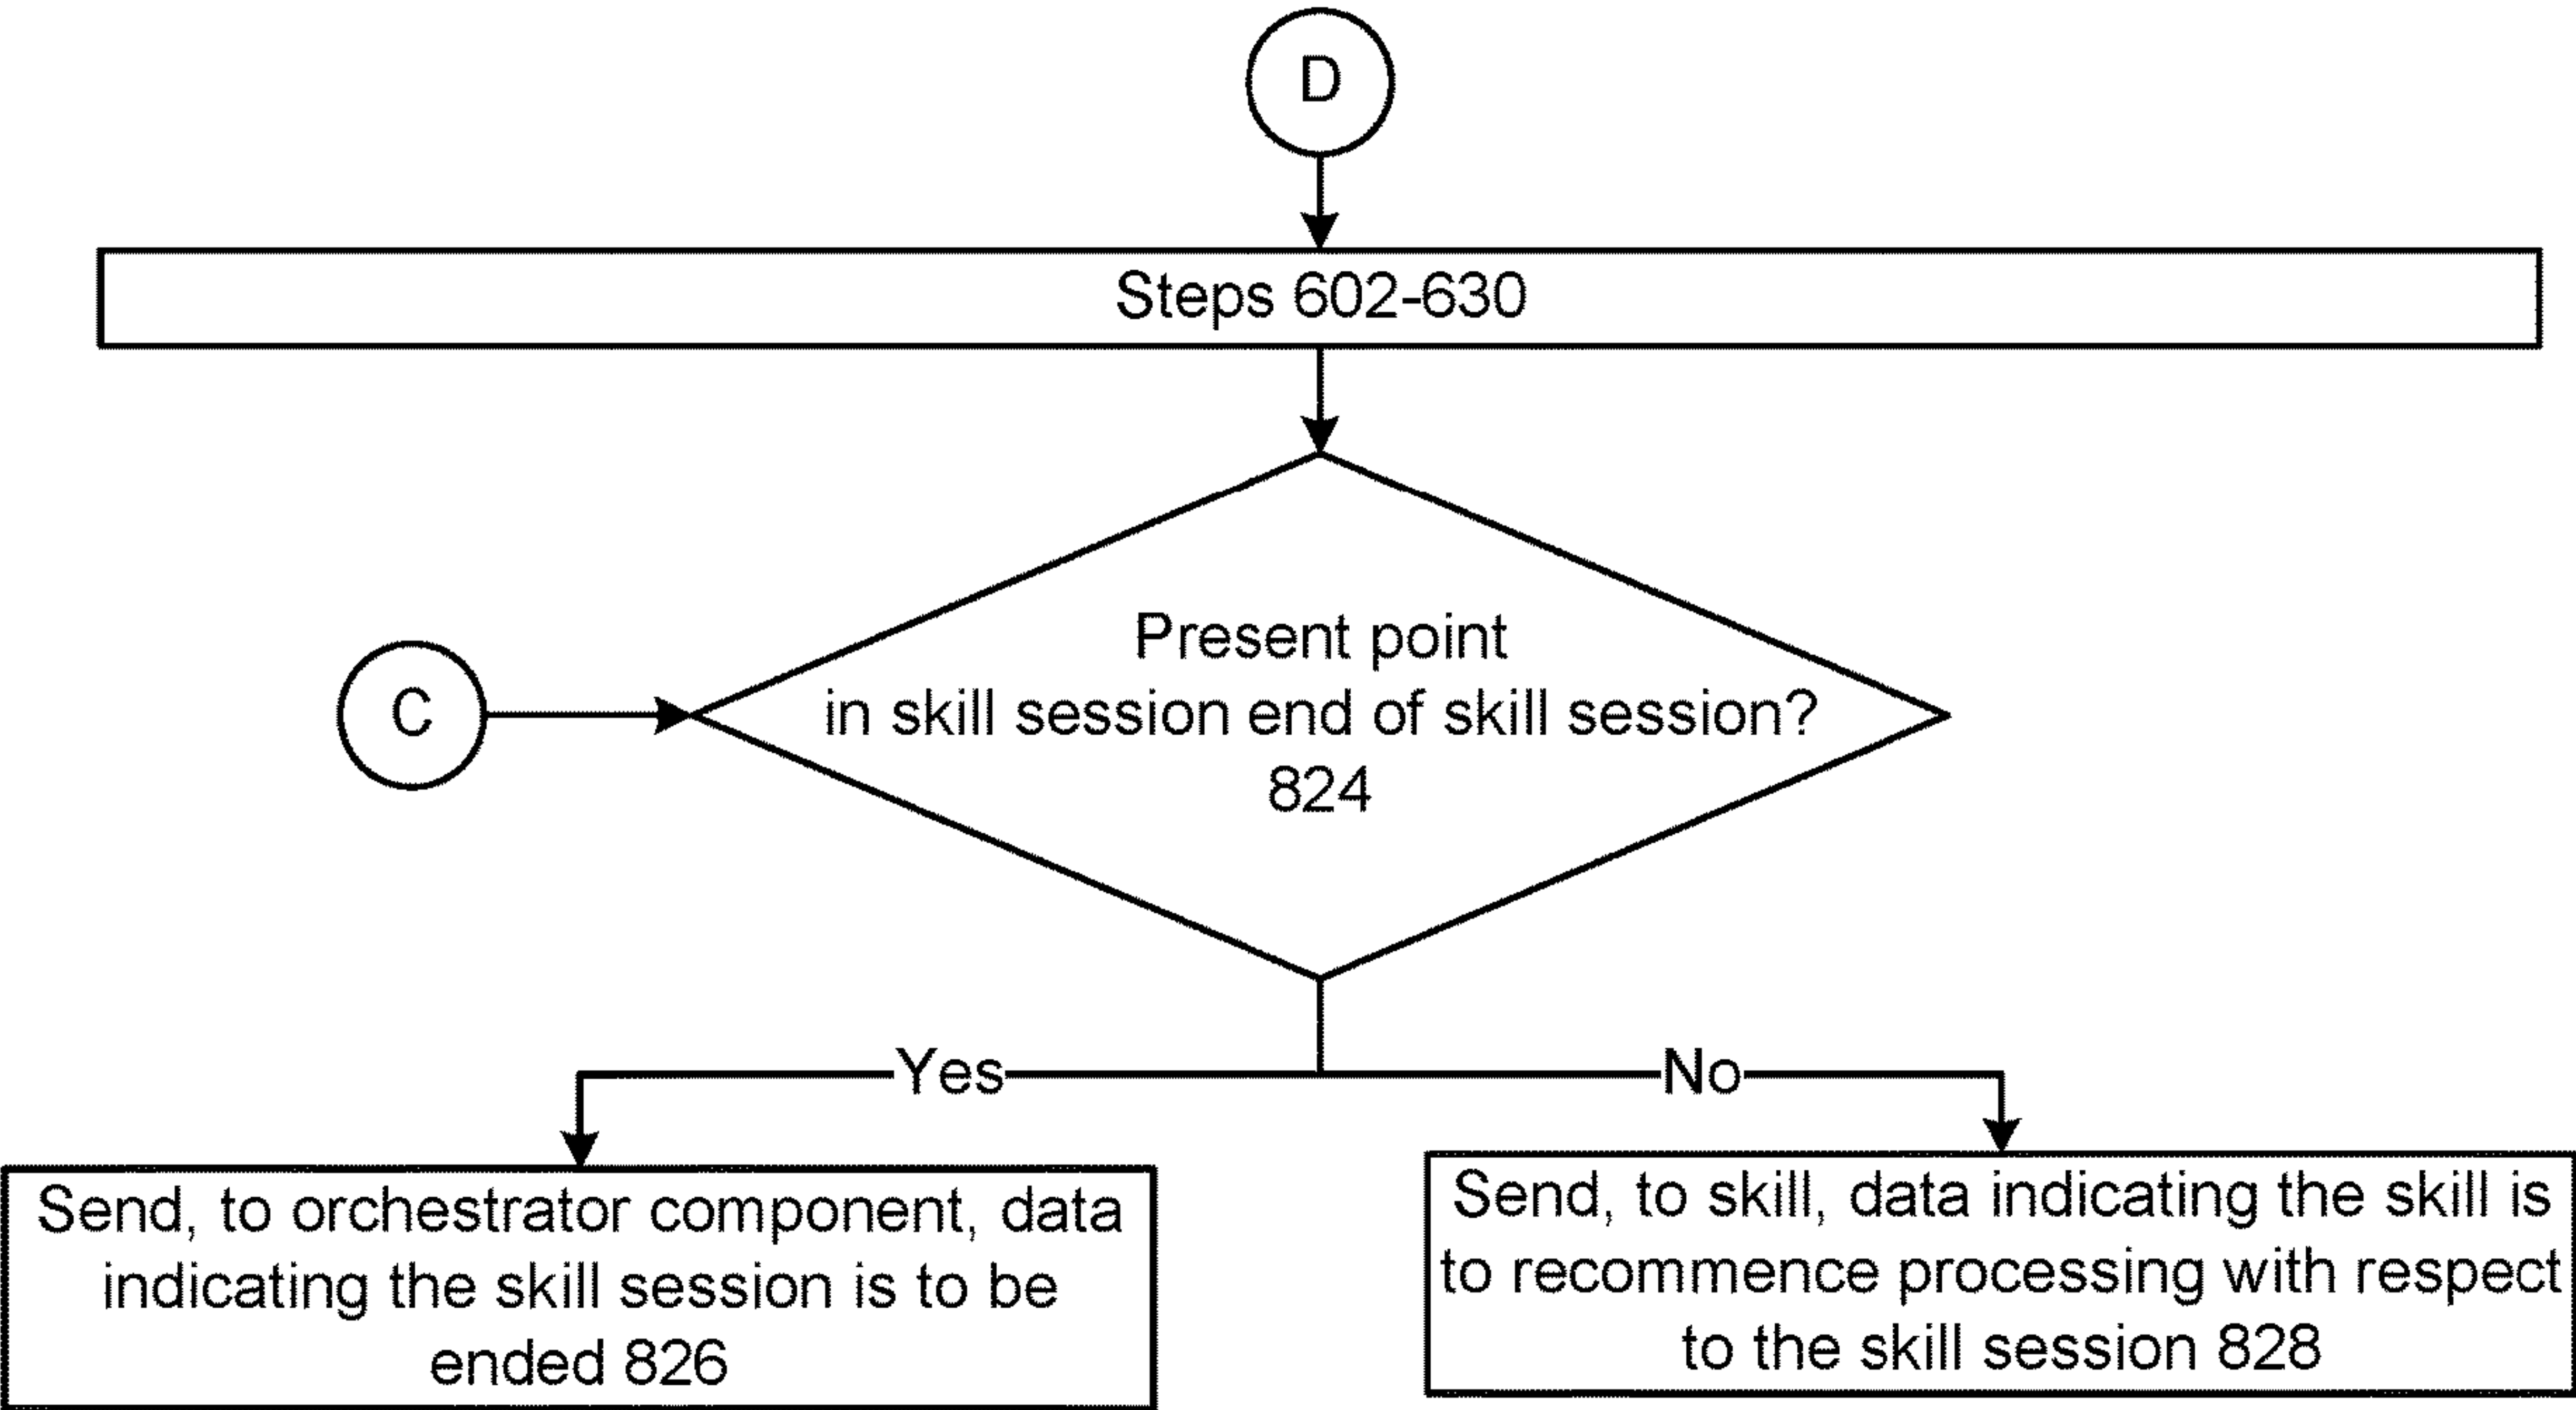 D
Steps 602-630
Present point
in skill session end of skill session?
824
C
Yes
No
Send, to orchestrator component, data
indicating the skill session is to be
ended 826
Send, to skill, data indicating the skill is
to recommence processing with respect
to the skill session 828